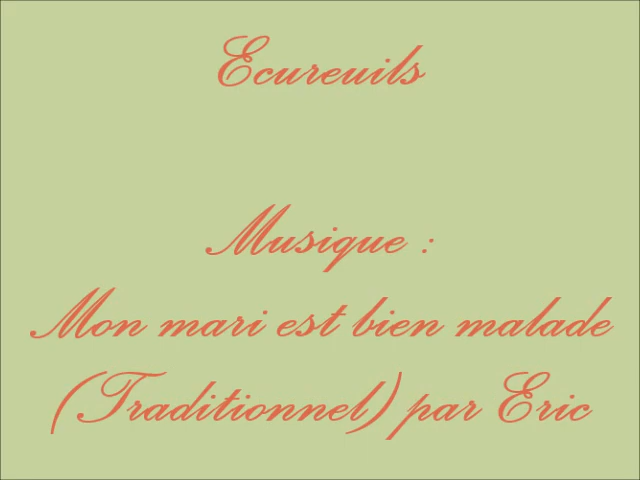 Ecureuils
Musique :
Mon mari est bien malade
(Traditionnel) par Eric